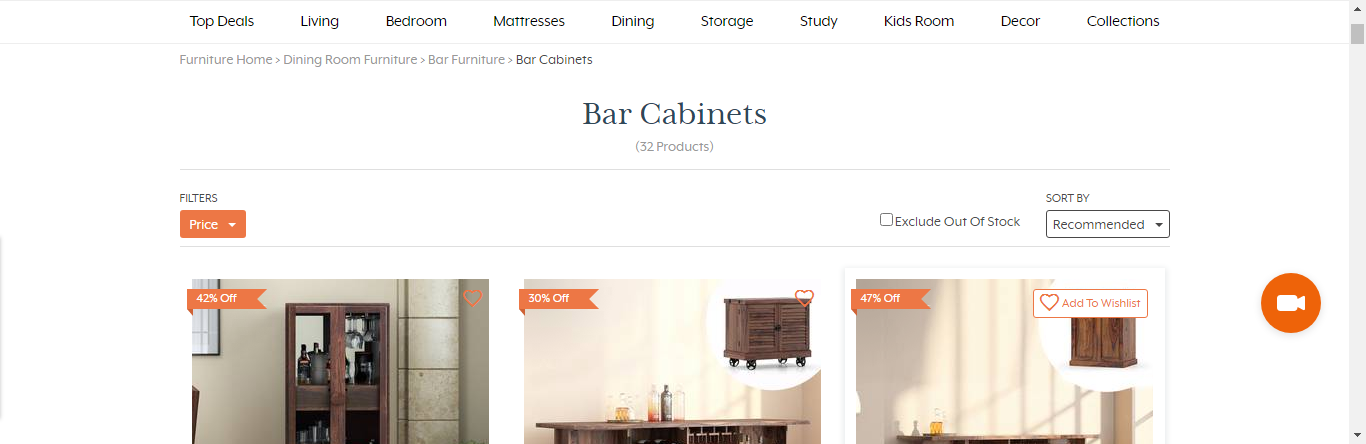 Top Deals Living Bedroom Mattresses Dining Storage Study Kids Room Decor Collections
Furniture Home > Dining Room Furniture > Bar Furniture > Bar Cabinets
Bar Cabinets
(32 Products)
FILTERS
SORT BY
Price
Exclude Out Of Stock
Recommended
42% Off
30% Off
47% Off
Add To Wishlist